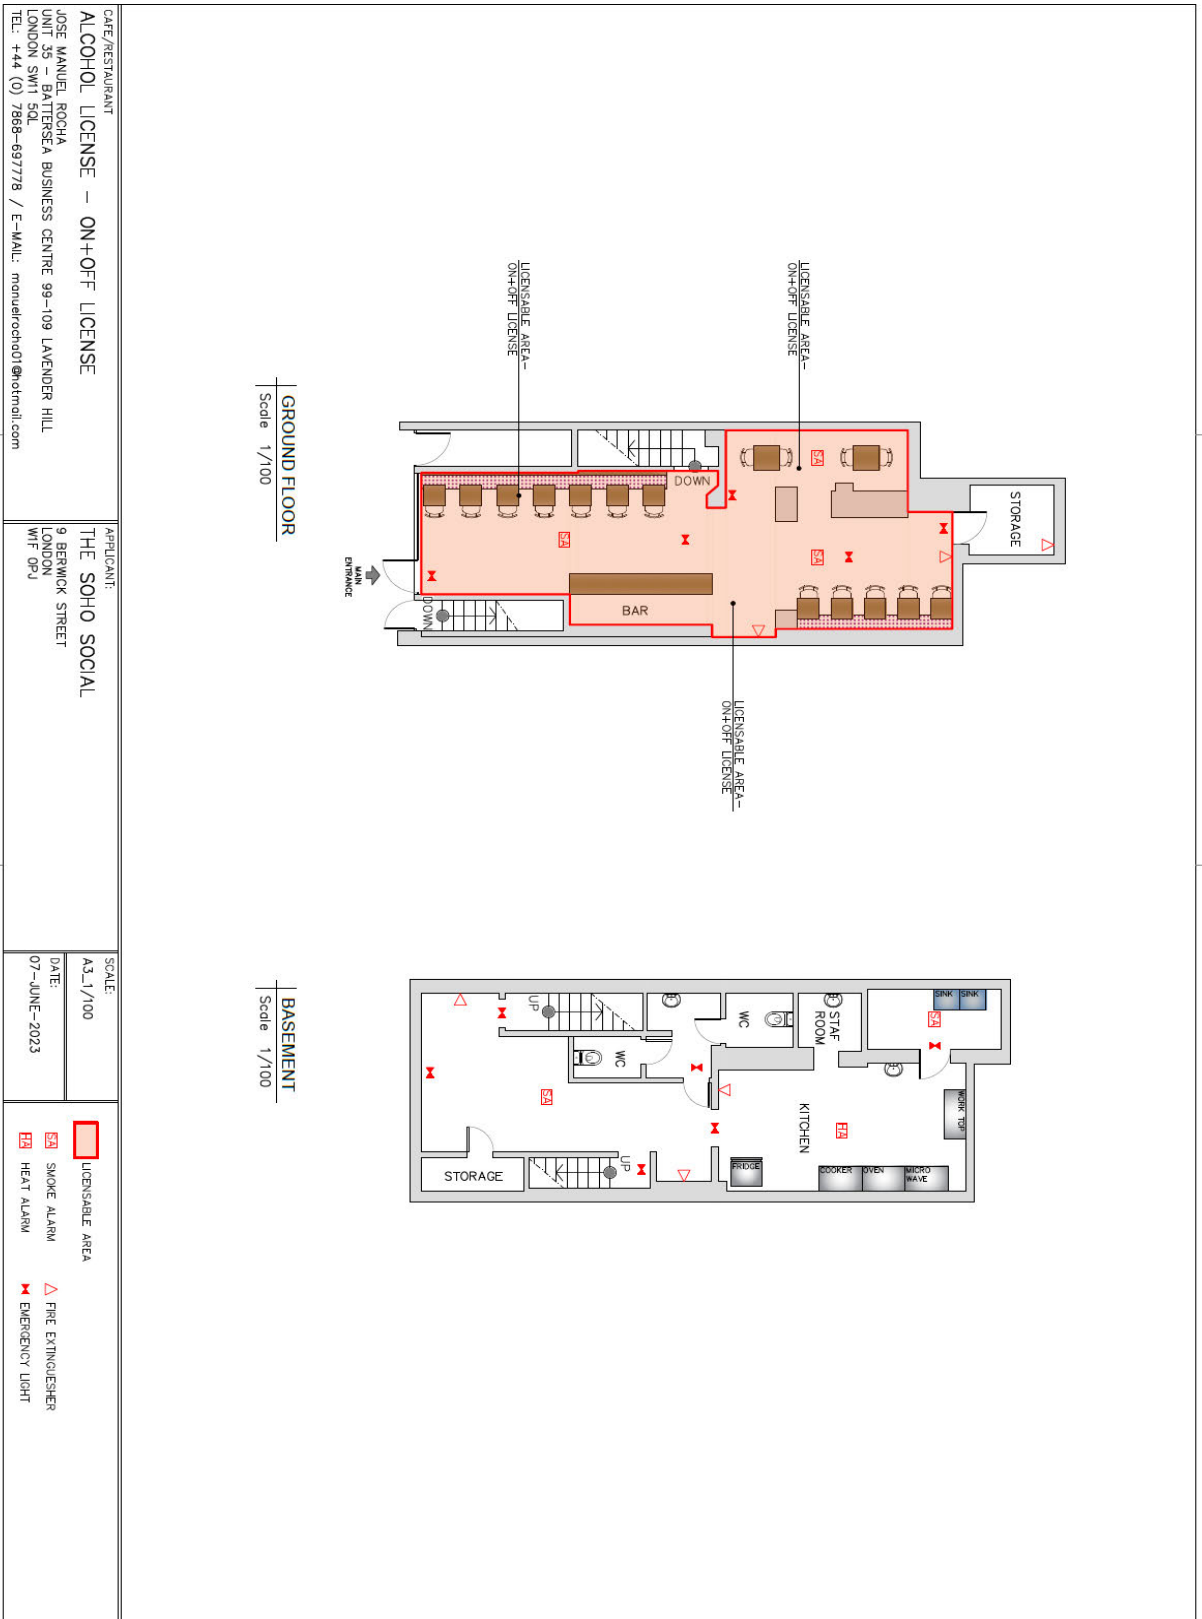 CAFE/RESTAURANT
ALCOHOL LICENSE - ON+OFF LICENSE
JOSE MANUEL ROCHA
UNIT 35 - BATTERSEA BUSINESS CENTRE 99-109 LAVENDER HILL
LONDON SW11 5QL
TEL: +44 (0) 7868-697778 / E-MAIL: manuelrocha01@hotmail.com
APPLICANT:
THE SOHO SOCIAL
9 BERWICK STREET
LONDON
W1F 0PJ
SCALE:
A3_1/100
DATE:
07-JUNE-2023
LICENSABLE AREA
SA SMOKE ALARM
HA HEAT ALARM
FIRE EXTINGUESHER
EMERGENCY LIGHT
GROUND FLOOR
Scale 1/100
LICENSABLE AREA-
ON+OFF LICENSE
LICENSABLE AREA-
ON+OFF LICENSE
LICENSABLE AREA-
ON+OFF LICENSE
STORAGE
DOWN
SA
SA
SA
BAR
DOWN
MAIN
ENTRANCE
BASEMENT
Scale 1/100
SINK
SINK
SA
STAF
ROOM
WC
WC
UP
WORK TOP
KITCHEN
HA
SA
FRIDGE
COOKER
OVEN
MICRO
WAVE
UP
STORAGE